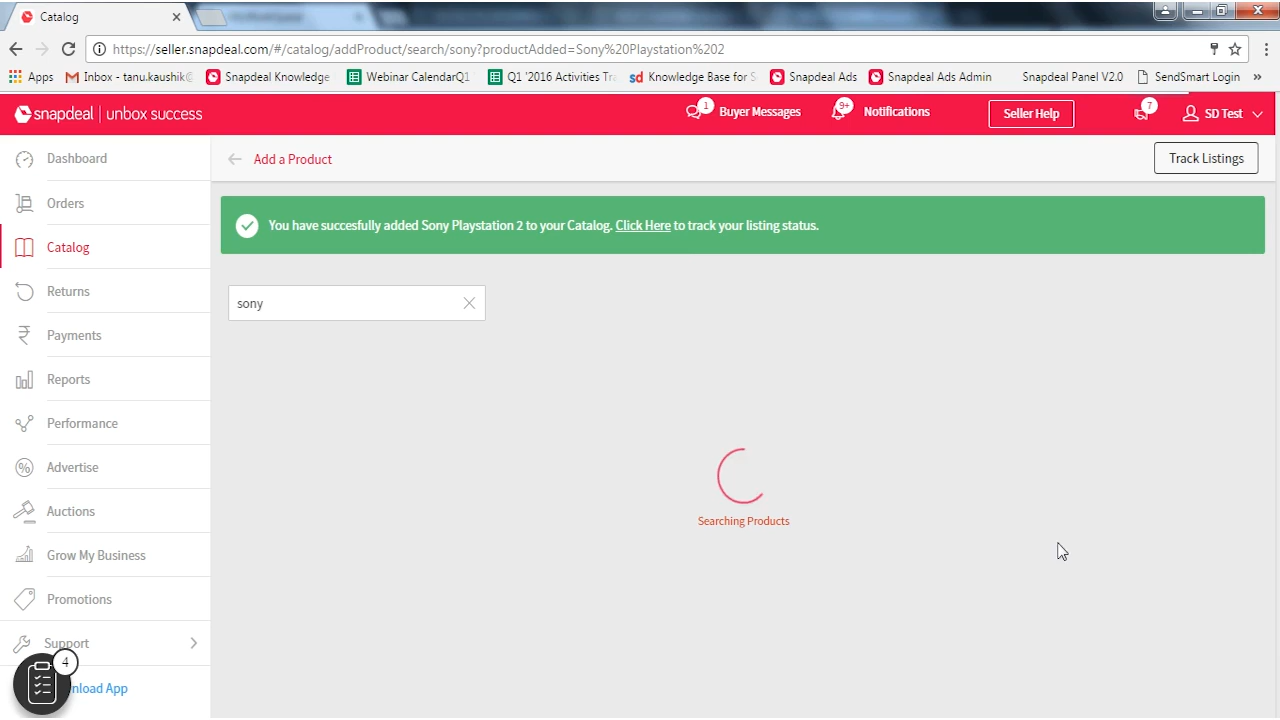 Catalog
https://seller.snapdeal.com/#/catalog/addProduct/search/sony?productAdded=Sony%20Playstation%202
Apps Inbox - tanu.kaushik@ Snapdeal Knowledge Webinar CalendarQ1 Q1 '2016 Activities Tra Knowledge Base for S Snapdeal Ads Snapdeal Ads Admin Snapdeal Panel V2.0 SendSmart Login »
snapdeal | unbox success 1 Buyer Messages 9+ Notifications Seller Help 7 SD Test
Dashboard
Add a Product Track Listings
Orders
You have succesfully added Sony Playstation 2 to your Catalog. Click Here to track your listing status.
Catalog
Returns
sony
Payments
Reports
Performance
Advertise
Auctions
Searching Products
Grow My Business
Promotions
Support
4
nload App